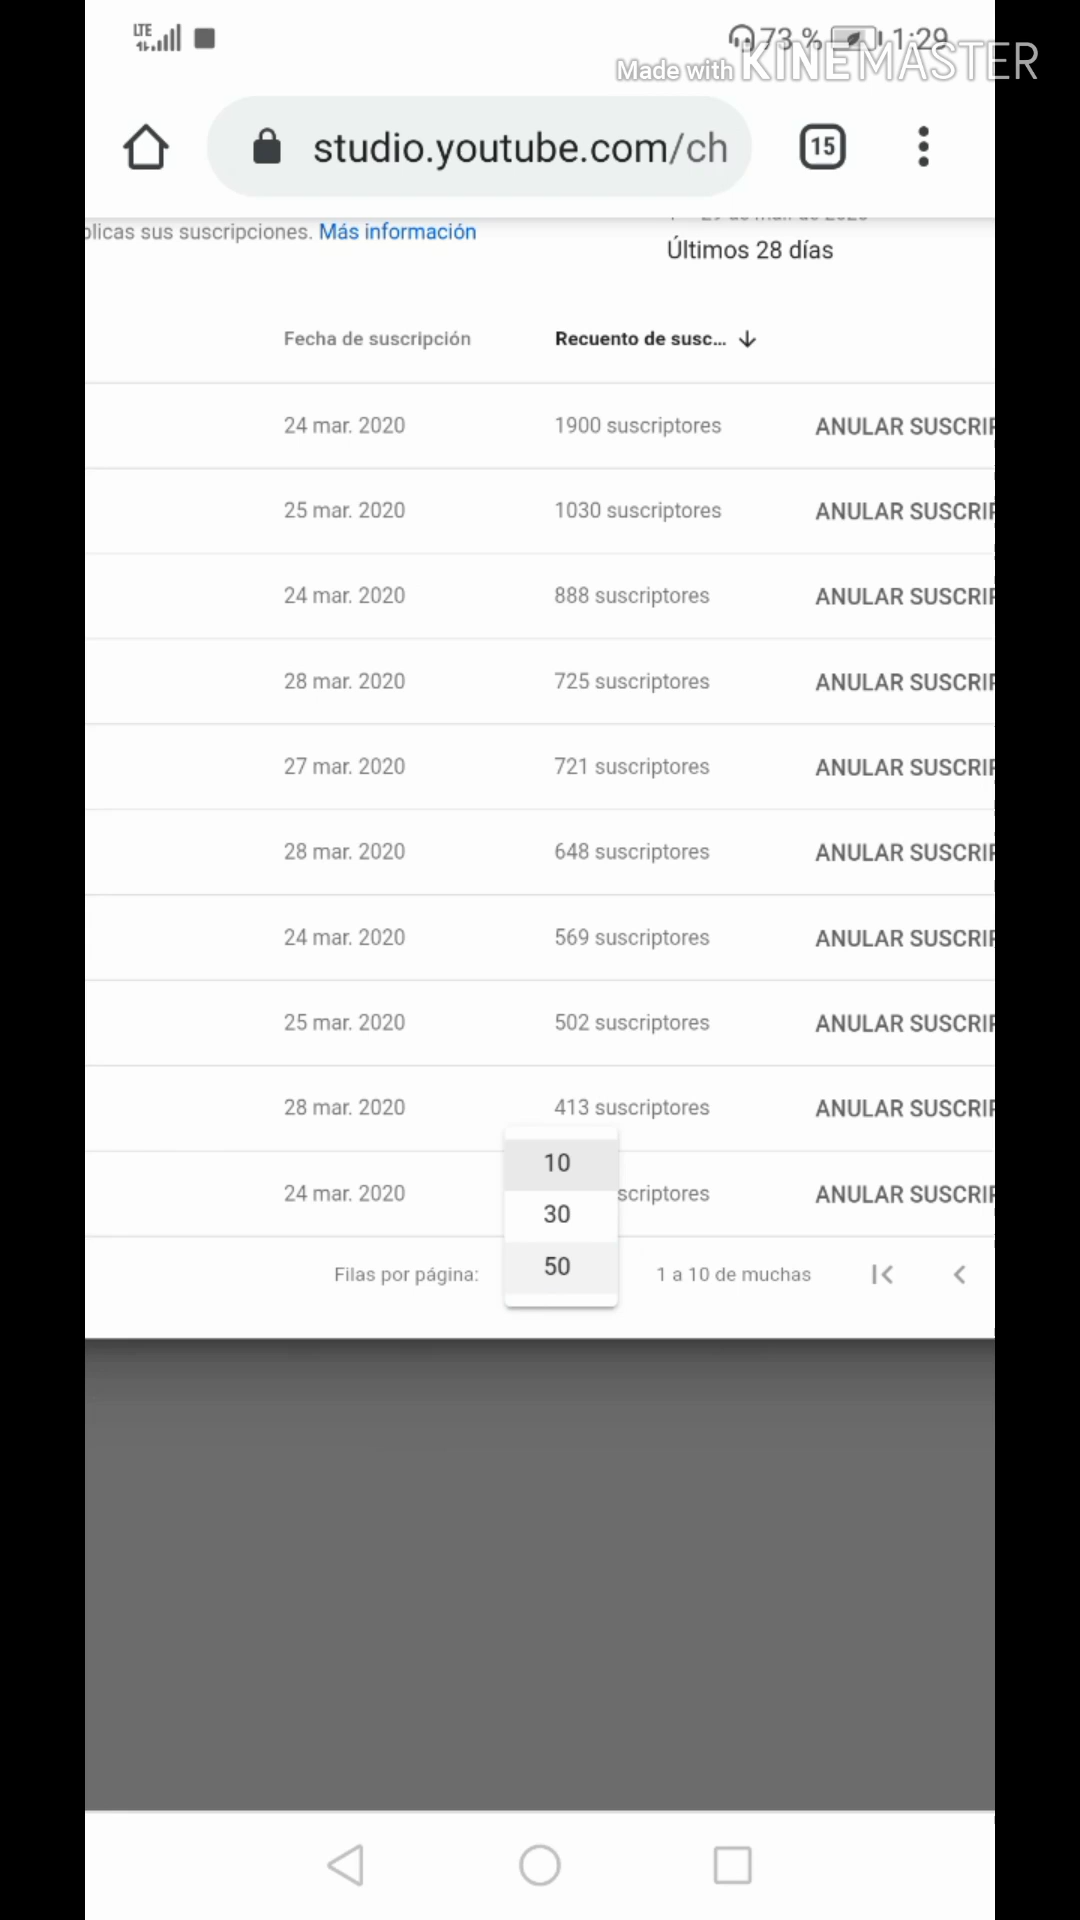 LTE
73 % 1:29
Made with KINEMASTER
studio.youtube.com/ch
15
plicas sus suscripciones. Más información
Últimos 28 días
Fecha de suscripción Recuento de susc...
24 mar. 2020 1900 suscriptores ANULAR SUSCRIP
25 mar. 2020 1030 suscriptores ANULAR SUSCRIP
24 mar. 2020 888 suscriptores ANULAR SUSCRIP
28 mar. 2020 725 suscriptores ANULAR SUSCRIP
27 mar. 2020 721 suscriptores ANULAR SUSCRIP
28 mar. 2020 648 suscriptores ANULAR SUSCRIP
24 mar. 2020 569 suscriptores ANULAR SUSCRIP
25 mar. 2020 502 suscriptores ANULAR SUSCRIP
28 mar. 2020 413 suscriptores ANULAR SUSCRIP
10
24 mar. 2020 scriptores ANULAR SUSCRIP
30
Filas por página: 50 1 a 10 de muchas